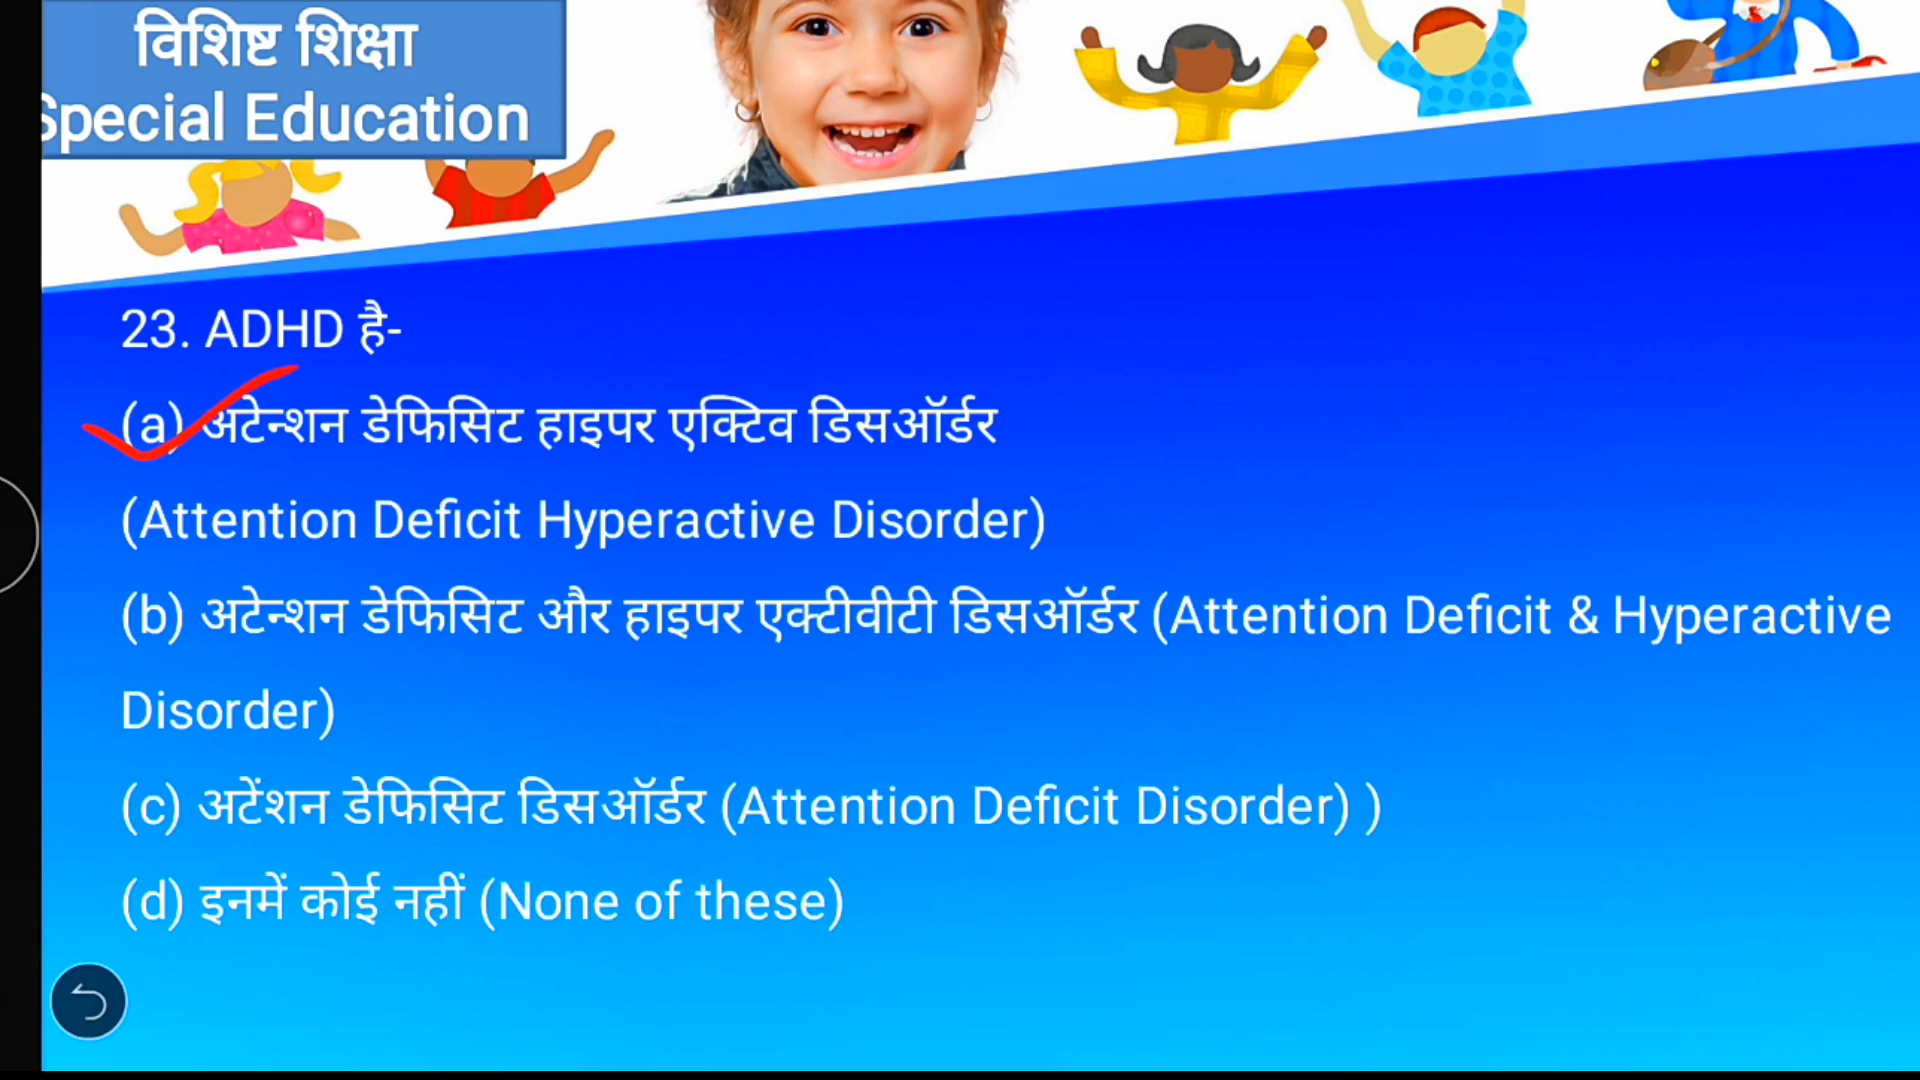 विशिष्ट शिक्षा
Special Education
23. ADHD है-
(a) अटेन्शन डेफिसिट हाइपर एक्टिव डिसऑर्डर
(Attention Deficit Hyperactive Disorder)
(b) अटेन्शन डेफिसिट और हाइपर एक्टीवीटी डिसऑर्डर (Attention Deficit & Hyperactive
Disorder)
(c) अटेंशन डेफिसिट डिसऑर्डर (Attention Deficit Disorder) )
(d) इनमें कोई नहीं (None of these)